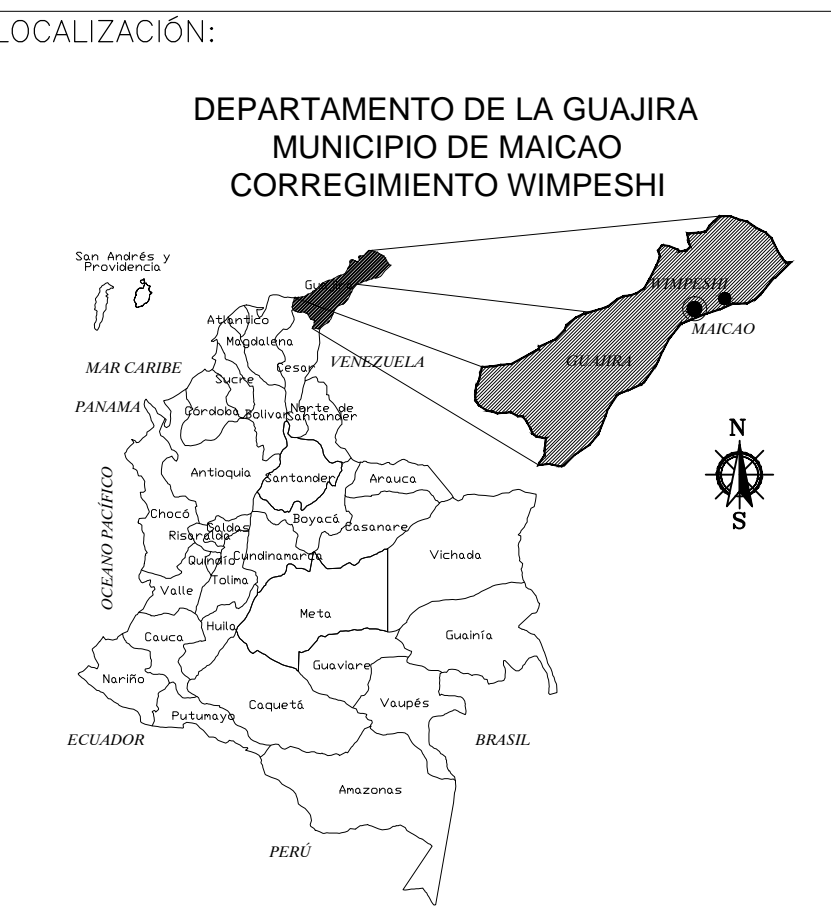 LOCALIZACIÓN:
DEPARTAMENTO DE LA GUAJIRA
MUNICIPIO DE MAICAO
CORREGIMIENTO WIMPESHI
San Andrés y
Providencia
Guajira
WIMPESHI
MAICAO
GUAJIRA
Atlantico
Magdalena
MAR CARIBE
Cesar
VENEZUELA
Sucre
PANAMA
Córdoba
Bolivar
Norte de
Santander
N
S
Antioquia
Santander
Arauca
OCEANO PACÍFICO
Chocó
Boyacá
Caldas
Casanare
Risaralda
Quindío
Cundinamarca
Vichada
Tolima
Valle
Meta
Huila
Cauca
Guainía
Guaviare
Nariño
Caquetá
Vaupés
Putumayo
ECUADOR
BRASIL
Amazonas
PERÚ